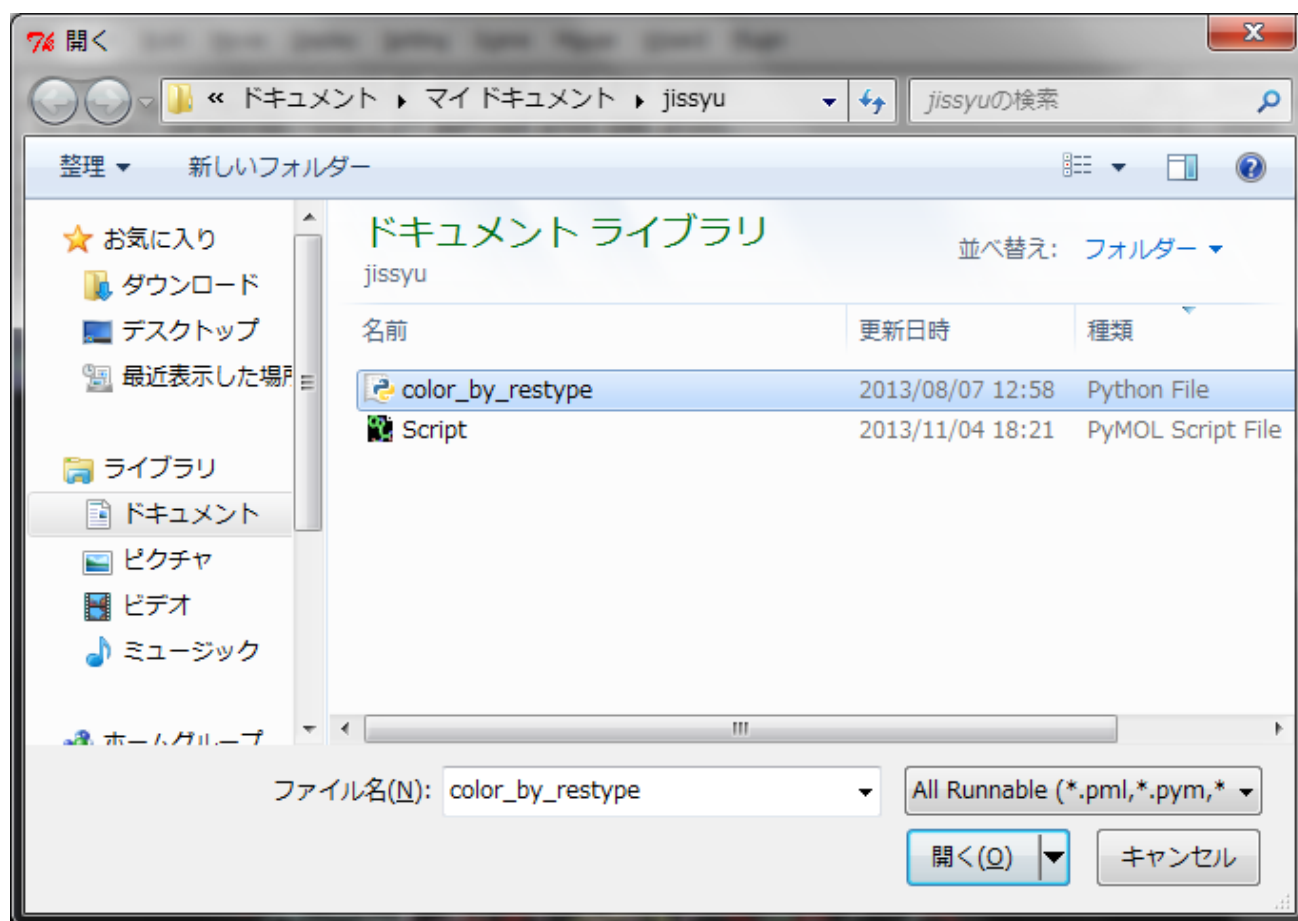 開く
« ドキュメント ▸ マイ ドキュメント ▸ jissyu
jissyuの検索
整理 ▼ 新しいフォルダー
お気に入り
ダウンロード
デスクトップ
最近表示した場所
ライブラリ
ドキュメント
ピクチャ
ビデオ
ミュージック
ホームグループ
ドキュメント ライブラリ
jissyu
並べ替え: フォルダー ▼
名前 更新日時 種類
color_by_restype 2013/08/07 12:58 Python File
Script 2013/11/04 18:21 PyMOL Script File
ファイル名(N): color_by_restype
All Runnable (*.pml,*.pym,*
開く(O) キャンセル